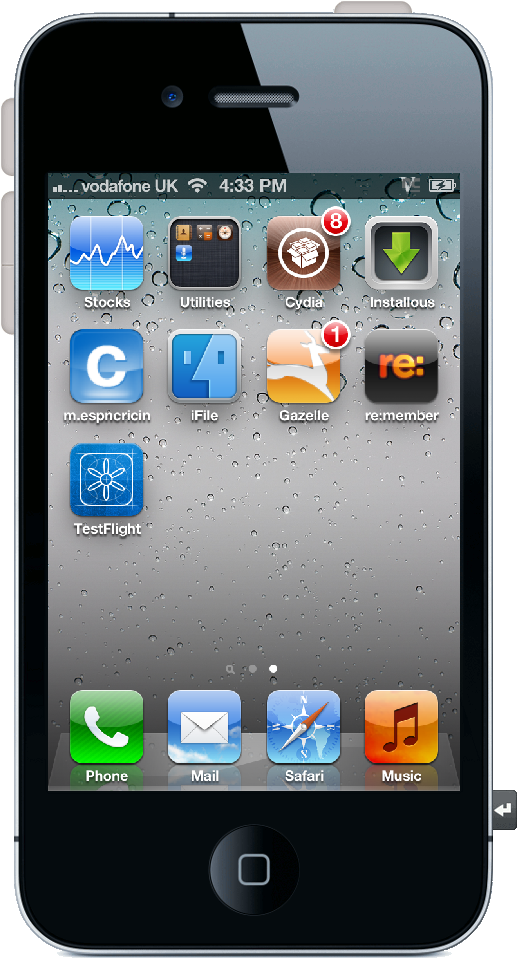 vodafone UK 4:33 PM
Stocks Utilities Cydia Installous
8
C
m.espncricin iFile Gazelle re:member
1
re:
TestFlight
Phone Mail Safari Music
N